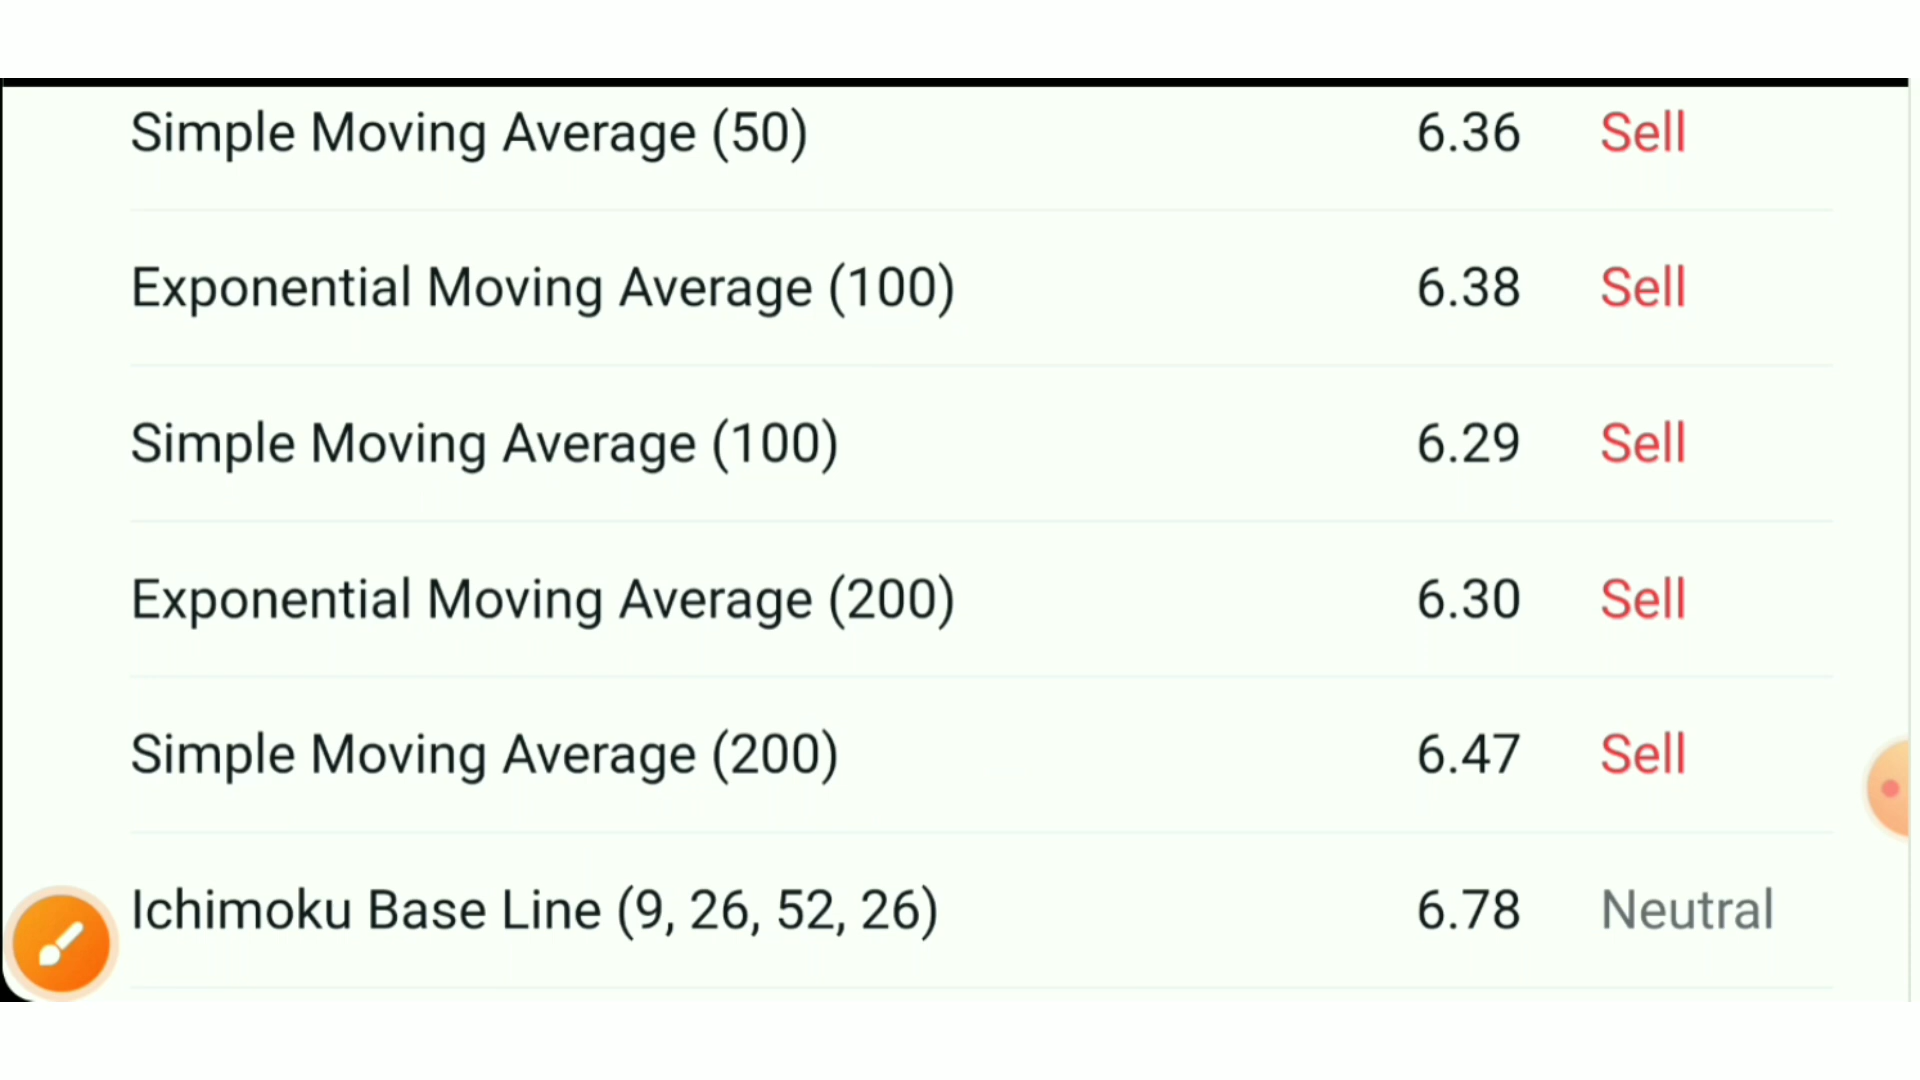 Simple Moving Average (50) 6.36 Sell
Exponential Moving Average (100) 6.38 Sell
Simple Moving Average (100) 6.29 Sell
Exponential Moving Average (200) 6.30 Sell
Simple Moving Average (200) 6.47 Sell
Ichimoku Base Line (9, 26, 52, 26) 6.78 Neutral